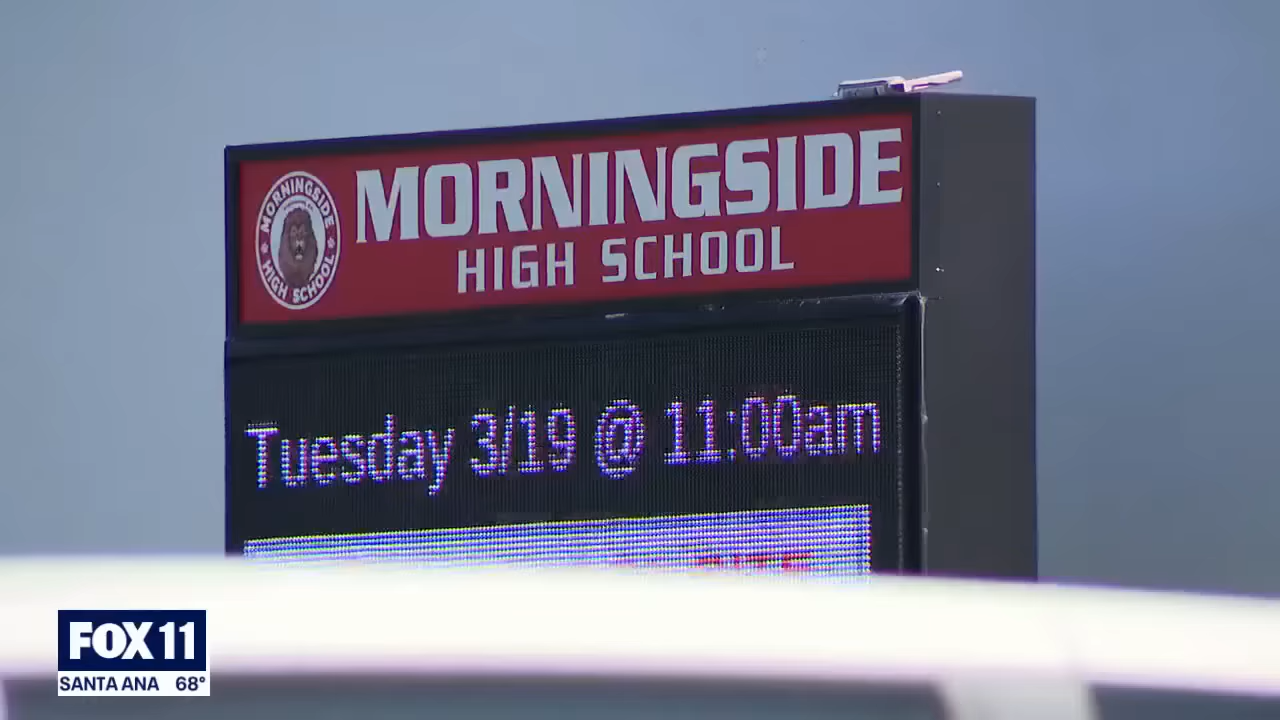 MORNINGSIDE
HIGH SCHOOL
MORNINGSIDE
HIGH SCHOOL
Tuesday 3/19 @ 11:00am
FOX 11
SANTA ANA 68°